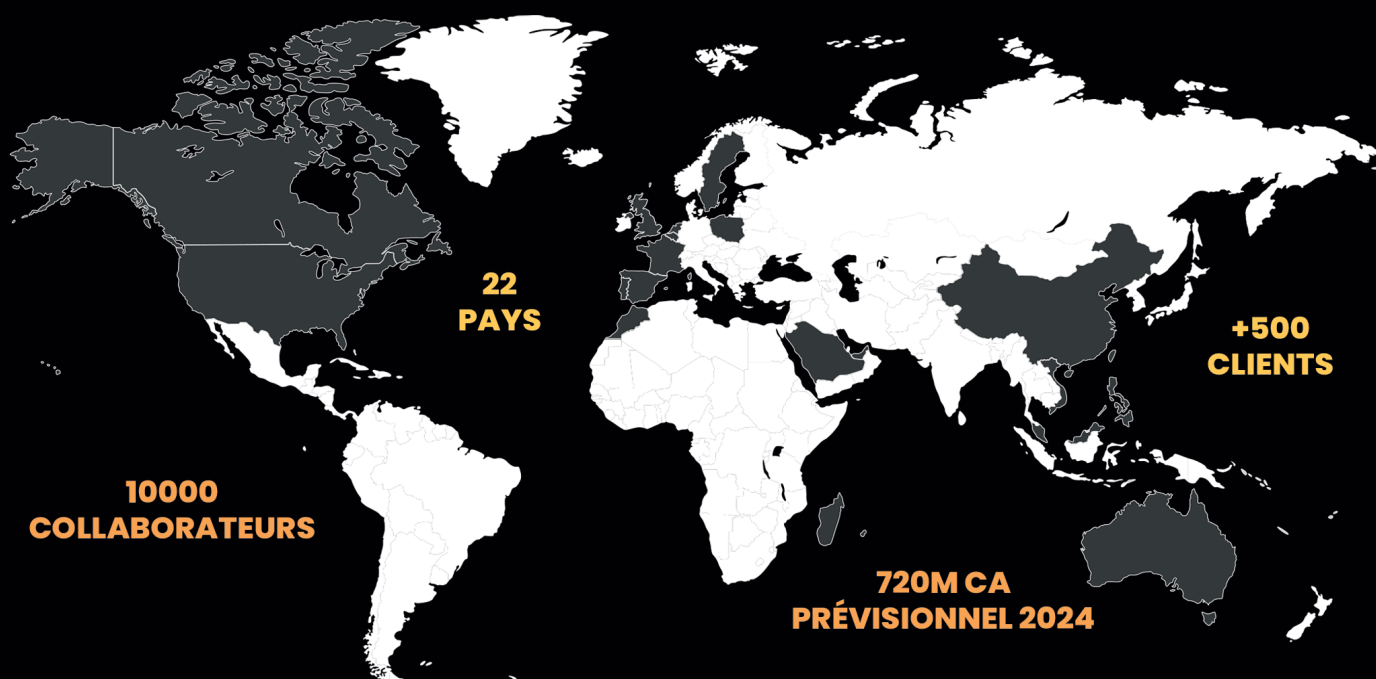 22
PAYS
+500
CLIENTS
10000
COLLABORATEURS
720M CA
PRÉVISIONNEL 2024